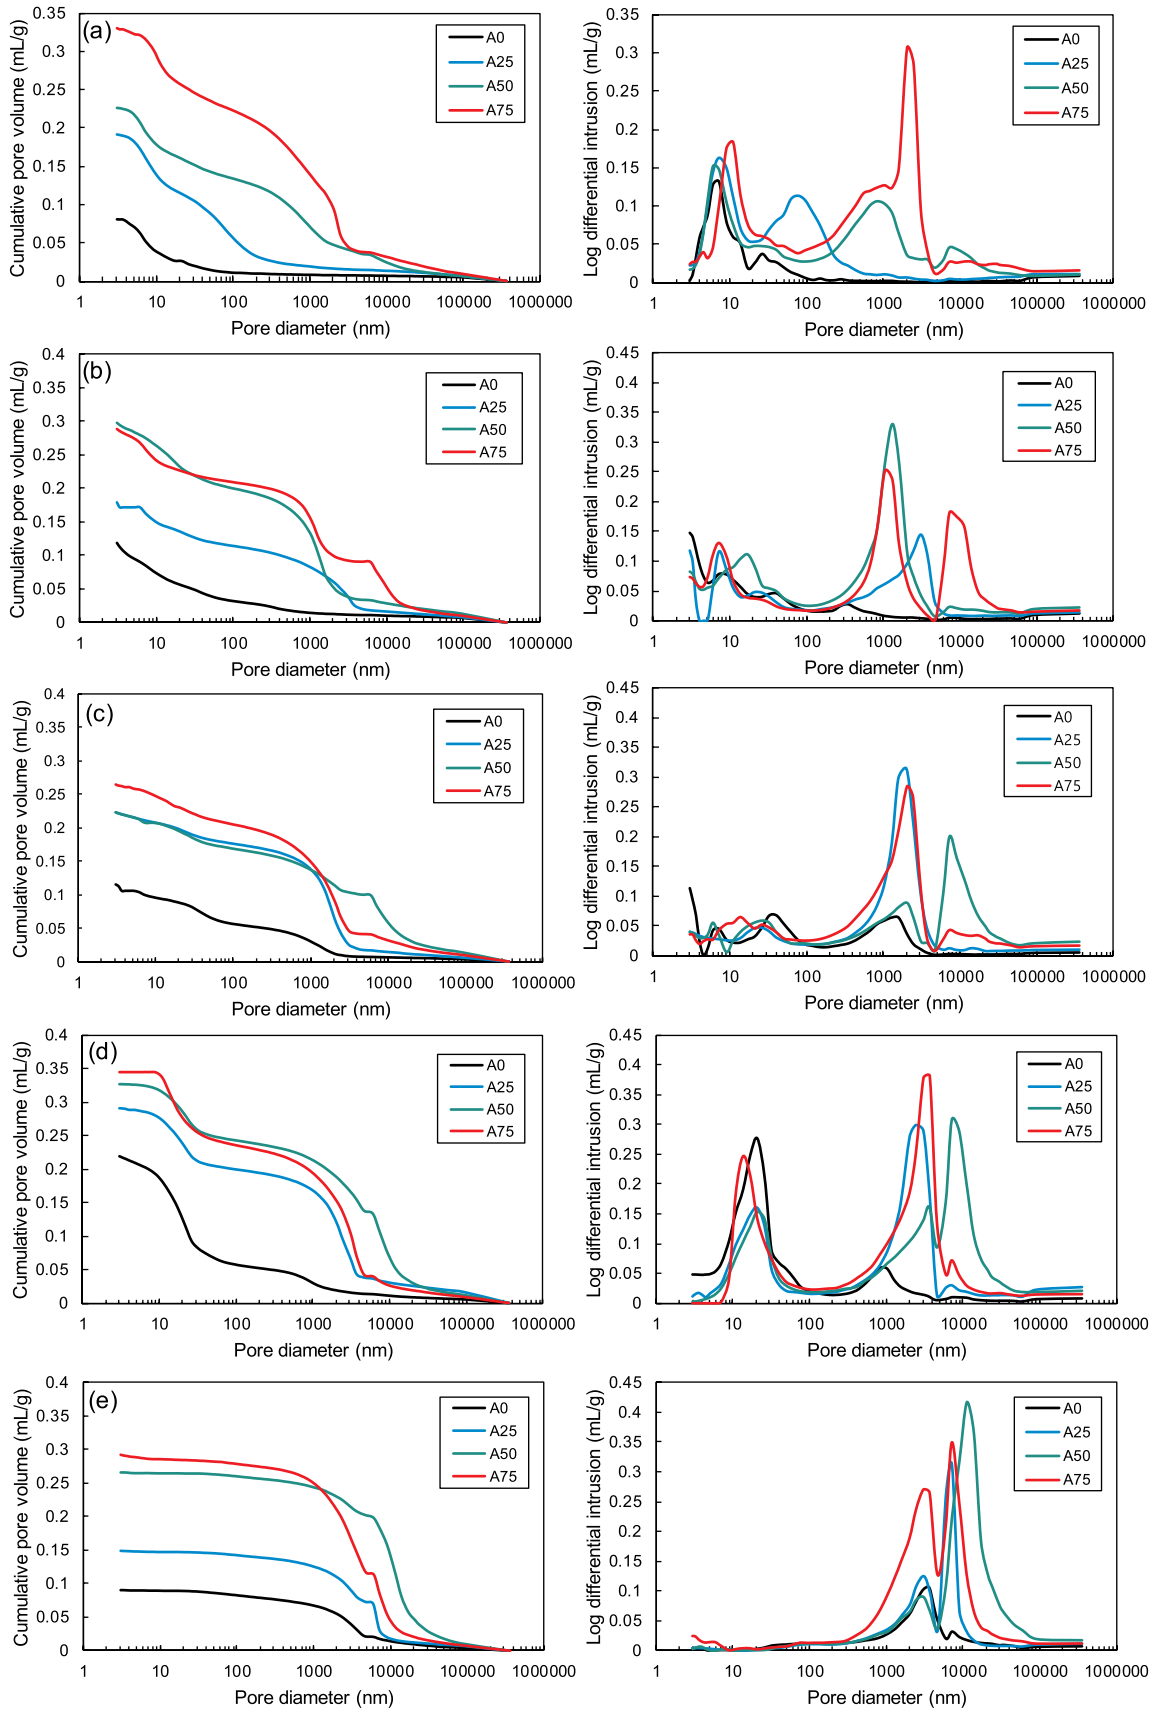 (a)
Cumulative pore volume (mL/g)
0.35
0.3
0.25
0.2
0.15
0.1
0.05
0
1 10 100 1000 10000 100000 1000000
Pore diameter (nm)
A0
A25
A50
A75
Log differential intrusion (mL/g)
0.35
0.3
0.25
0.2
0.15
0.1
0.05
0
1 10 100 1000 10000 100000 1000000
Pore diameter (nm)
A0
A25
A50
A75
(b)
Cumulative pore volume (mL/g)
0.4
0.35
0.3
0.25
0.2
0.15
0.1
0.05
0
1 10 100 1000 10000 100000 1000000
Pore diameter (nm)
A0
A25
A50
A75
Log differential intrusion (mL/g)
0.45
0.4
0.35
0.3
0.25
0.2
0.15
0.1
0.05
0
1 10 100 1000 10000 100000 1000000
Pore diameter (nm)
A0
A25
A50
A75
(c)
Cumulative pore volume (mL/g)
0.4
0.35
0.3
0.25
0.2
0.15
0.1
0.05
0
1 10 100 1000 10000 100000 1000000
Pore diameter (nm)
A0
A25
A50
A75
Log differential intrusion (mL/g)
0.45
0.4
0.35
0.3
0.25
0.2
0.15
0.1
0.05
0
1 10 100 1000 10000 100000 1000000
Pore diameter (nm)
A0
A25
A50
A75
(d)
Cumulative pore volume (mL/g)
0.4
0.35
0.3
0.25
0.2
0.15
0.1
0.05
0
1 10 100 1000 10000 100000 1000000
Pore diameter (nm)
A0
A25
A50
A75
Log differential intrusion (mL/g)
0.45
0.4
0.35
0.3
0.25
0.2
0.15
0.1
0.05
0
1 10 100 1000 10000 100000 1000000
Pore diameter (nm)
A0
A25
A50
A75
(e)
Cumulative pore volume (mL/g)
0.4
0.35
0.3
0.25
0.2
0.15
0.1
0.05
0
1 10 100 1000 10000 100000 1000000
Pore diameter (nm)
A0
A25
A50
A75
Log differential intrusion (mL/g)
0.45
0.4
0.35
0.3
0.25
0.2
0.15
0.1
0.05
0
1 10 100 1000 10000 100000 1000000
Pore diameter (nm)
A0
A25
A50
A75